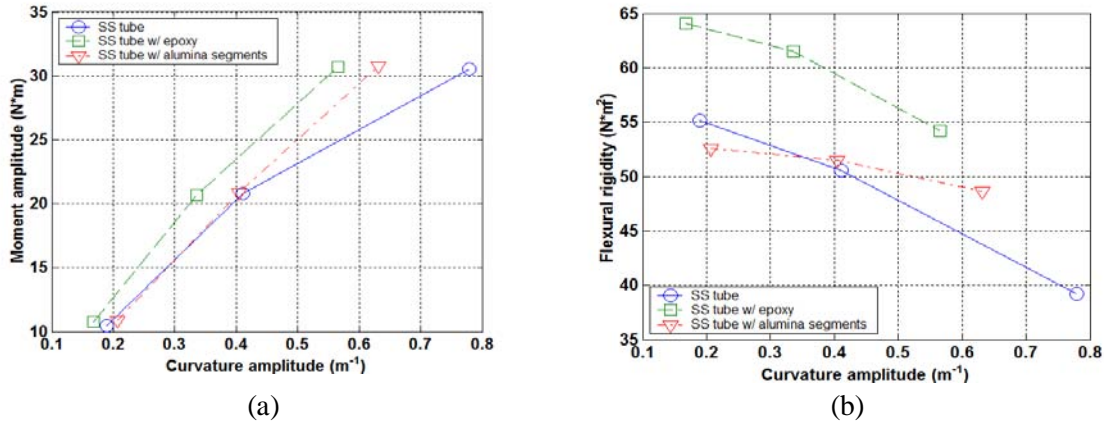 35
30
25
20
15
10
Moment amplitude (N*m)
SS tube
SS tube w/ epoxy
SS tube w/ alumina segments
0.1 0.2 0.3 0.4 0.5 0.6 0.7 0.8
Curvature amplitude (m-1)
(a)
65
60
55
50
45
40
35
Flexural rigidity (N*m2)
SS tube
SS tube w/ epoxy
SS tube w/ alumina segments
0.1 0.2 0.3 0.4 0.5 0.6 0.7 0.8
Curvature amplitude (m-1)
(b)